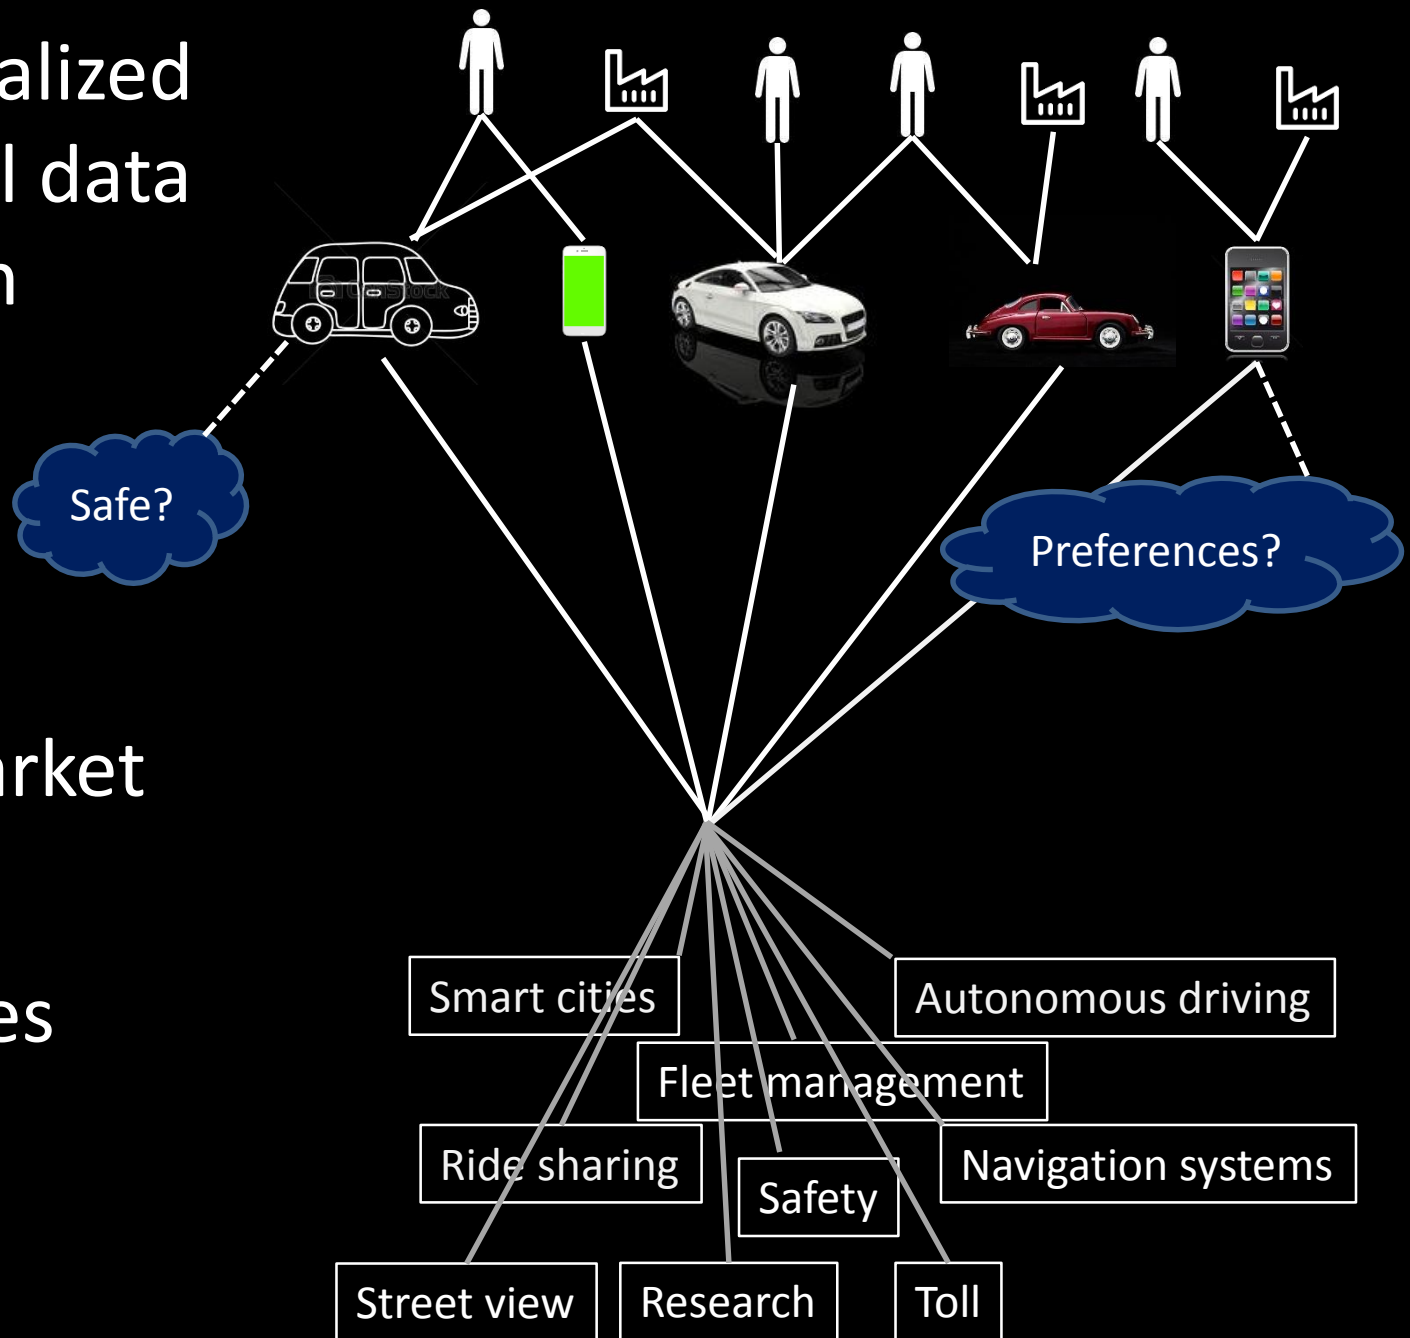 alized
l data
n
Safe?
Preferences?
arket
es
Smart cities
Autonomous driving
Fleet management
Ride sharing
Navigation systems
Safety
Street view
Research
Toll